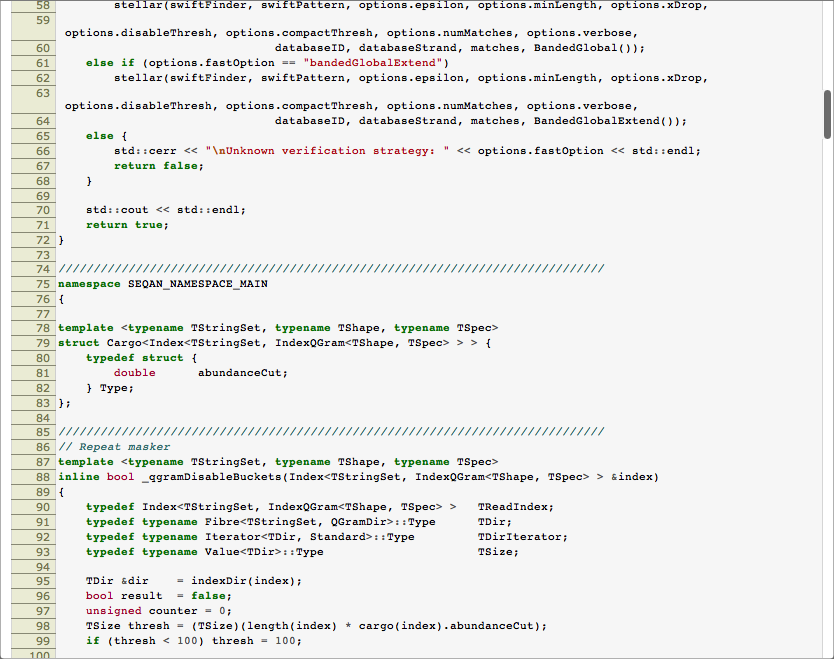 58 stellar(swiftFinder, swiftPattern, options.epsilon, options.minLength, options.xDrop,
59
options.disableThresh, options.compactThresh, options.numMatches, options.verbose,
60 databaseID, databaseStrand, matches, BandedGlobal());
61 else if (options.fastOption == "bandedGlobalExtend")
62 stellar(swiftFinder, swiftPattern, options.epsilon, options.minLength, options.xDrop,
63
options.disableThresh, options.compactThresh, options.numMatches, options.verbose,
64 databaseID, databaseStrand, matches, BandedGlobalExtend());
65 else {
66 std::cerr << "\nUnknown verification strategy: " << options.fastOption << std::endl;
67 return false;
68 }
69
70 std::cout << std::endl;
71 return true;
72 }
73
74 //////////////////////////////////////////////////////////////////////////////
75 namespace SEQAN_NAMESPACE_MAIN
76 {
77
78 template <typename TStringSet, typename TShape, typename TSpec>
79 struct Cargo<Index<TStringSet, IndexQGram<TShape, TSpec> > > {
80 typedef struct {
81 double abundanceCut;
82 } Type;
83 };
84
85 //////////////////////////////////////////////////////////////////////////////
86 // Repeat masker
87 template <typename TStringSet, typename TShape, typename TSpec>
88 inline bool _qgramDisableBuckets(Index<TStringSet, IndexQGram<TShape, TSpec> > &index)
89 {
90 typedef Index<TStringSet, IndexQGram<TShape, TSpec> > TReadIndex;
91 typedef typename Fibre<TStringSet, QGramDir>::Type TDir;
92 typedef typename Iterator<TDir, Standard>::Type TDirIterator;
93 typedef typename Value<TDir>::Type TSize;
94
95 TDir &dir = indexDir(index);
96 bool result = false;
97 unsigned counter = 0;
98 TSize thresh = (TSize)(length(index) * cargo(index).abundanceCut);
99 if (thresh < 100) thresh = 100;
100